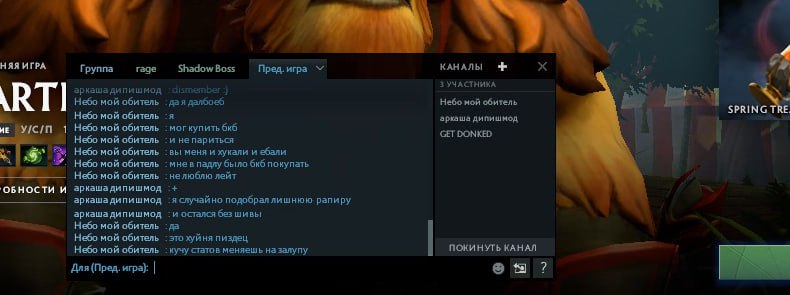 НЯЯ ИГРА
ARTI
ИЕ У/С/П 1
РОБНОСТИ И
Группа rage Shadow Boss Пред. игра
аркаша дипишмод : dismember :)
Небо мой обитель : да я далбоеб
Небо мой обитель : я
Небо мой обитель : мог купить бкб
Небо мой обитель : и не париться
Небо мой обитель : вы меня и хукали и ебали
Небо мой обитель : мне в падлу было бкб покупать
Небо мой обитель : не люблю лейт
аркаша дипишмод : +
аркаша дипишмод : я случайно подобрал лишнюю рапиру
аркаша дипишмод : и остался без шивы
Небо мой обитель : да
Небо мой обитель : это хуйня пиздец
Небо мой обитель : кучу статов меняешь на залупу
Для (Пред. игра):
КАНАЛЫ
3 УЧАСТНИКА
Небо мой обитель
аркаша дипишмод
GET DONKED
ПОКИНУТЬ КАНАЛ
?
SPRING TREA